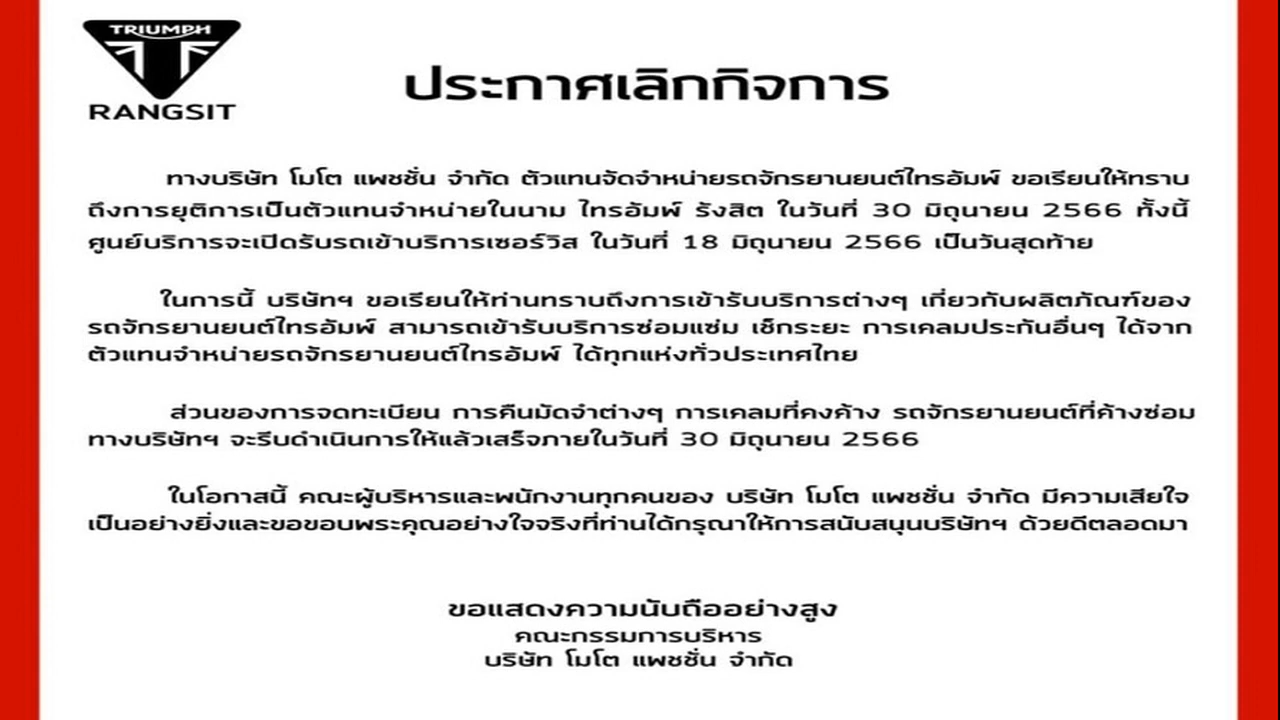 TRIUMPH
RANGSIT
ประกาศเลิกกิจการ
ทางบริษัท โมโต แพชชั่น จำกัด ตัวแทนจัดจำหน่ายรถจักรยานยนต์ไทรอัมพ์ ขอเรียนให้ทราบ
ถึงการยุติการเป็นตัวแทนจำหน่ายในนาม ไทรอัมพ์ รังสิต ในวันที่ 30 มิถุนายน 2566 ทั้งนี้
ศูนย์บริการจะเปิดรับรถเข้าบริการเซอร์วิส ในวันที่ 18 มิถุนายน 2566 เป็นวันสุดท้าย
ในการนี้ บริษัทฯ ขอเรียนให้ท่านทราบถึงการเข้ารับบริการต่างๆ เกี่ยวกับผลิตภัณฑ์ของ
รถจักรยานยนต์ไทรอัมพ์ สามารถเข้ารับบริการซ่อมแซ่ม เช็กระยะ การเคลมประกันอื่นๆ ได้จาก
ตัวแทนจำหน่ายรถจักรยานยนต์ไทรอัมพ์ ได้ทุกแห่งทั่วประเทศไทย
ส่วนของการจดทะเบียน การคืนมัดจำต่างๆ การเคลมที่คงค้าง รถจักรยานยนต์ที่ค้างซ่อม
ทางบริษัทฯ จะรีบดำเนินการให้แล้วเสร็จภายในวันที่ 30 มิถุนายน 2566
ในโอกาสนี้ คณะผู้บริหารและพนักงานทุกคนของ บริษัท โมโต แพชชั่น จำกัด มีความเสียใจ
เป็นอย่างยิ่งและขอขอบพระคุณอย่างใจจริงที่ท่านได้กรุณาให้การสนับสนุนบริษัทฯ ด้วยดีตลอดมา
ขอแสดงความนับถืออย่างสูง
คณะกรรมการบริหาร
บริษัท โมโต แพชชั่น จำกัด